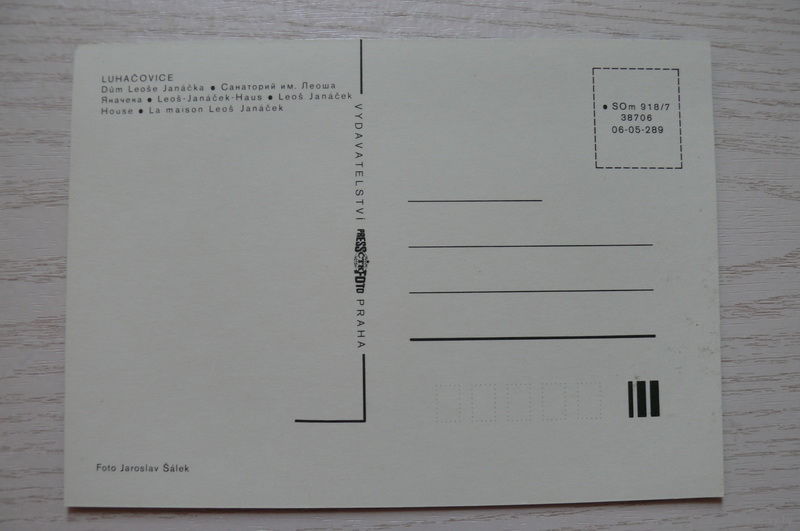 LUHAČOVICE
Dům Leoše Janáčka ● Санаторий им. Леоша
Яначека ● Leoš-Janáček-Haus ● Leoš Janáček
House ● La maison Leoš Janáček
VYDAVATELSTVÍ PRESSFOTO PRAHA
● SOm 918/7
38706
06-05-289
Foto Jaroslav Šálek